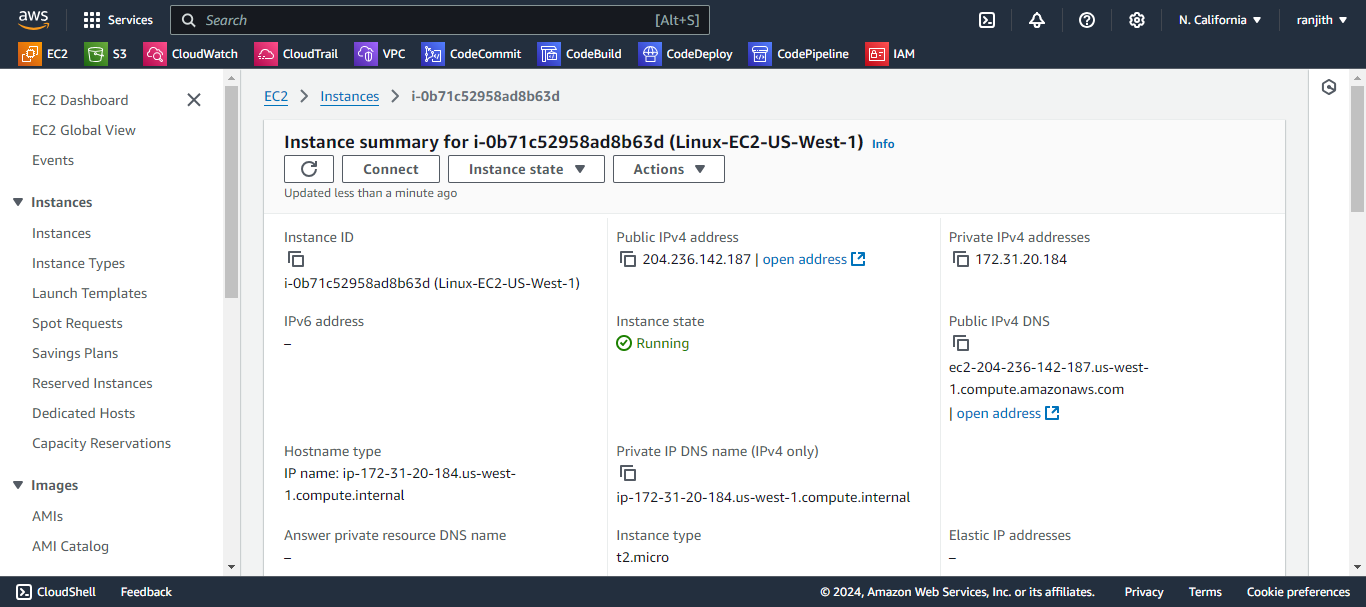 aws
Services
Search
[Alt+S]
N. California
ranjith
EC2
S3
CloudWatch
CloudTrail
VPC
CodeCommit
CodeBuild
CodeDeploy
CodePipeline
IAM
EC2 Dashboard
EC2 Global View
Events
Instances
Instances
Instance Types
Launch Templates
Spot Requests
Savings Plans
Reserved Instances
Dedicated Hosts
Capacity Reservations
Images
AMIs
AMI Catalog
EC2 > Instances > i-0b71c52958ad8b63d
Instance summary for i-0b71c52958ad8b63d (Linux-EC2-US-West-1) Info
Connect
Instance state
Actions
Updated less than a minute ago
Instance ID
i-0b71c52958ad8b63d (Linux-EC2-US-West-1)
Public IPv4 address
204.236.142.187 | open address
Private IPv4 addresses
172.31.20.184
IPv6 address
–
Instance state
Running
Public IPv4 DNS
ec2-204-236-142-187.us-west-
1.compute.amazonaws.com
| open address
Hostname type
IP name: ip-172-31-20-184.us-west-
1.compute.internal
Private IP DNS name (IPv4 only)
ip-172-31-20-184.us-west-1.compute.internal
Answer private resource DNS name
–
Instance type
t2.micro
Elastic IP addresses
–
CloudShell
Feedback
© 2024, Amazon Web Services, Inc. or its affiliates.
Privacy
Terms
Cookie preferences